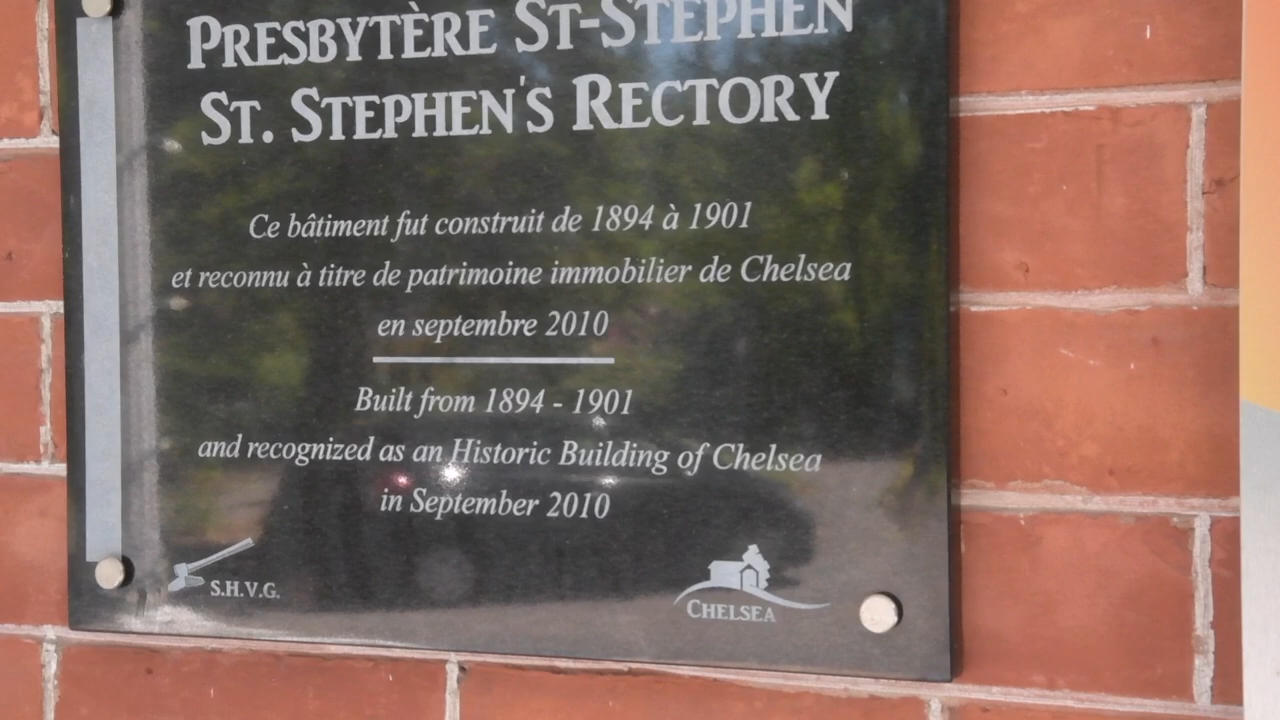 PRESBYTÈRE ST-STEPHEN
ST. STEPHEN'S RECTORY
Ce bâtiment fut construit de 1894 à 1901
et reconnu à titre de patrimoine immobilier de Chelsea
en septembre 2010
Built from 1894 - 1901
and recognized as an Historic Building of Chelsea
in September 2010
S.H.V.G.
CHELSEA